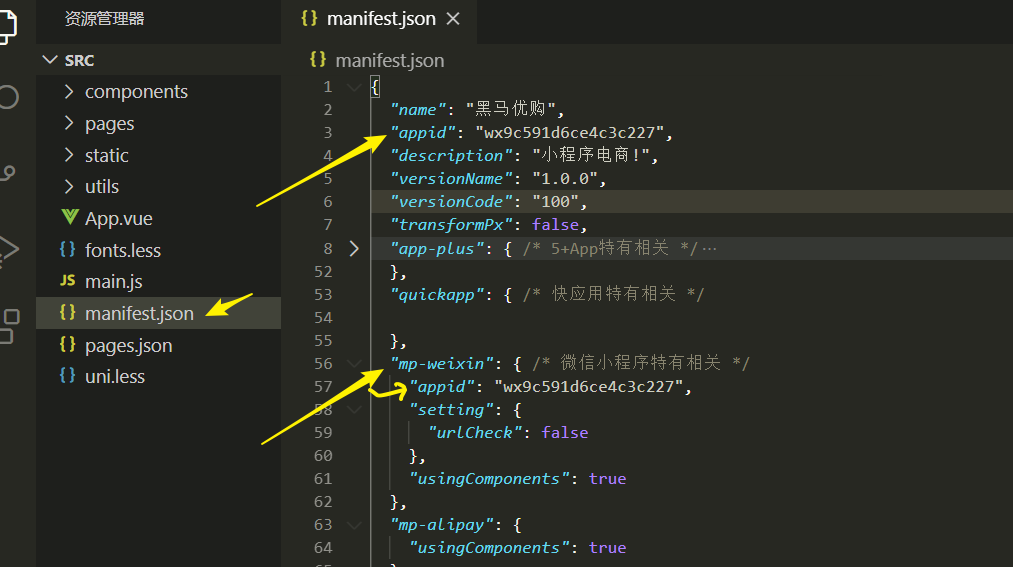 资源管理器
SRC
components
pages
static
utils
App.vue
fonts.less
JS main.js
manifest.json
pages.json
uni.less
{} manifest.json ×
{} manifest.json
1 {
2 "name": "黑马优购",
3 "appid": "wx9c591d6ce4c3c227",
4 "description": "小程序电商!",
5 "versionName": "1.0.0",
6 "versionCode": "100",
7 "transformPx": false,
8 "app-plus": { /* 5+App特有相关 */ ···
52 },
53 "quickapp": { /* 快应用特有相关 */
54
55 },
56 "mp-weixin": { /* 微信小程序特有相关 */
57 "appid": "wx9c591d6ce4c3c227",
58 "setting": {
59 "urlCheck": false
60 },
61 "usingComponents": true
62 },
63 "mp-alipay": {
64 "usingComponents": true